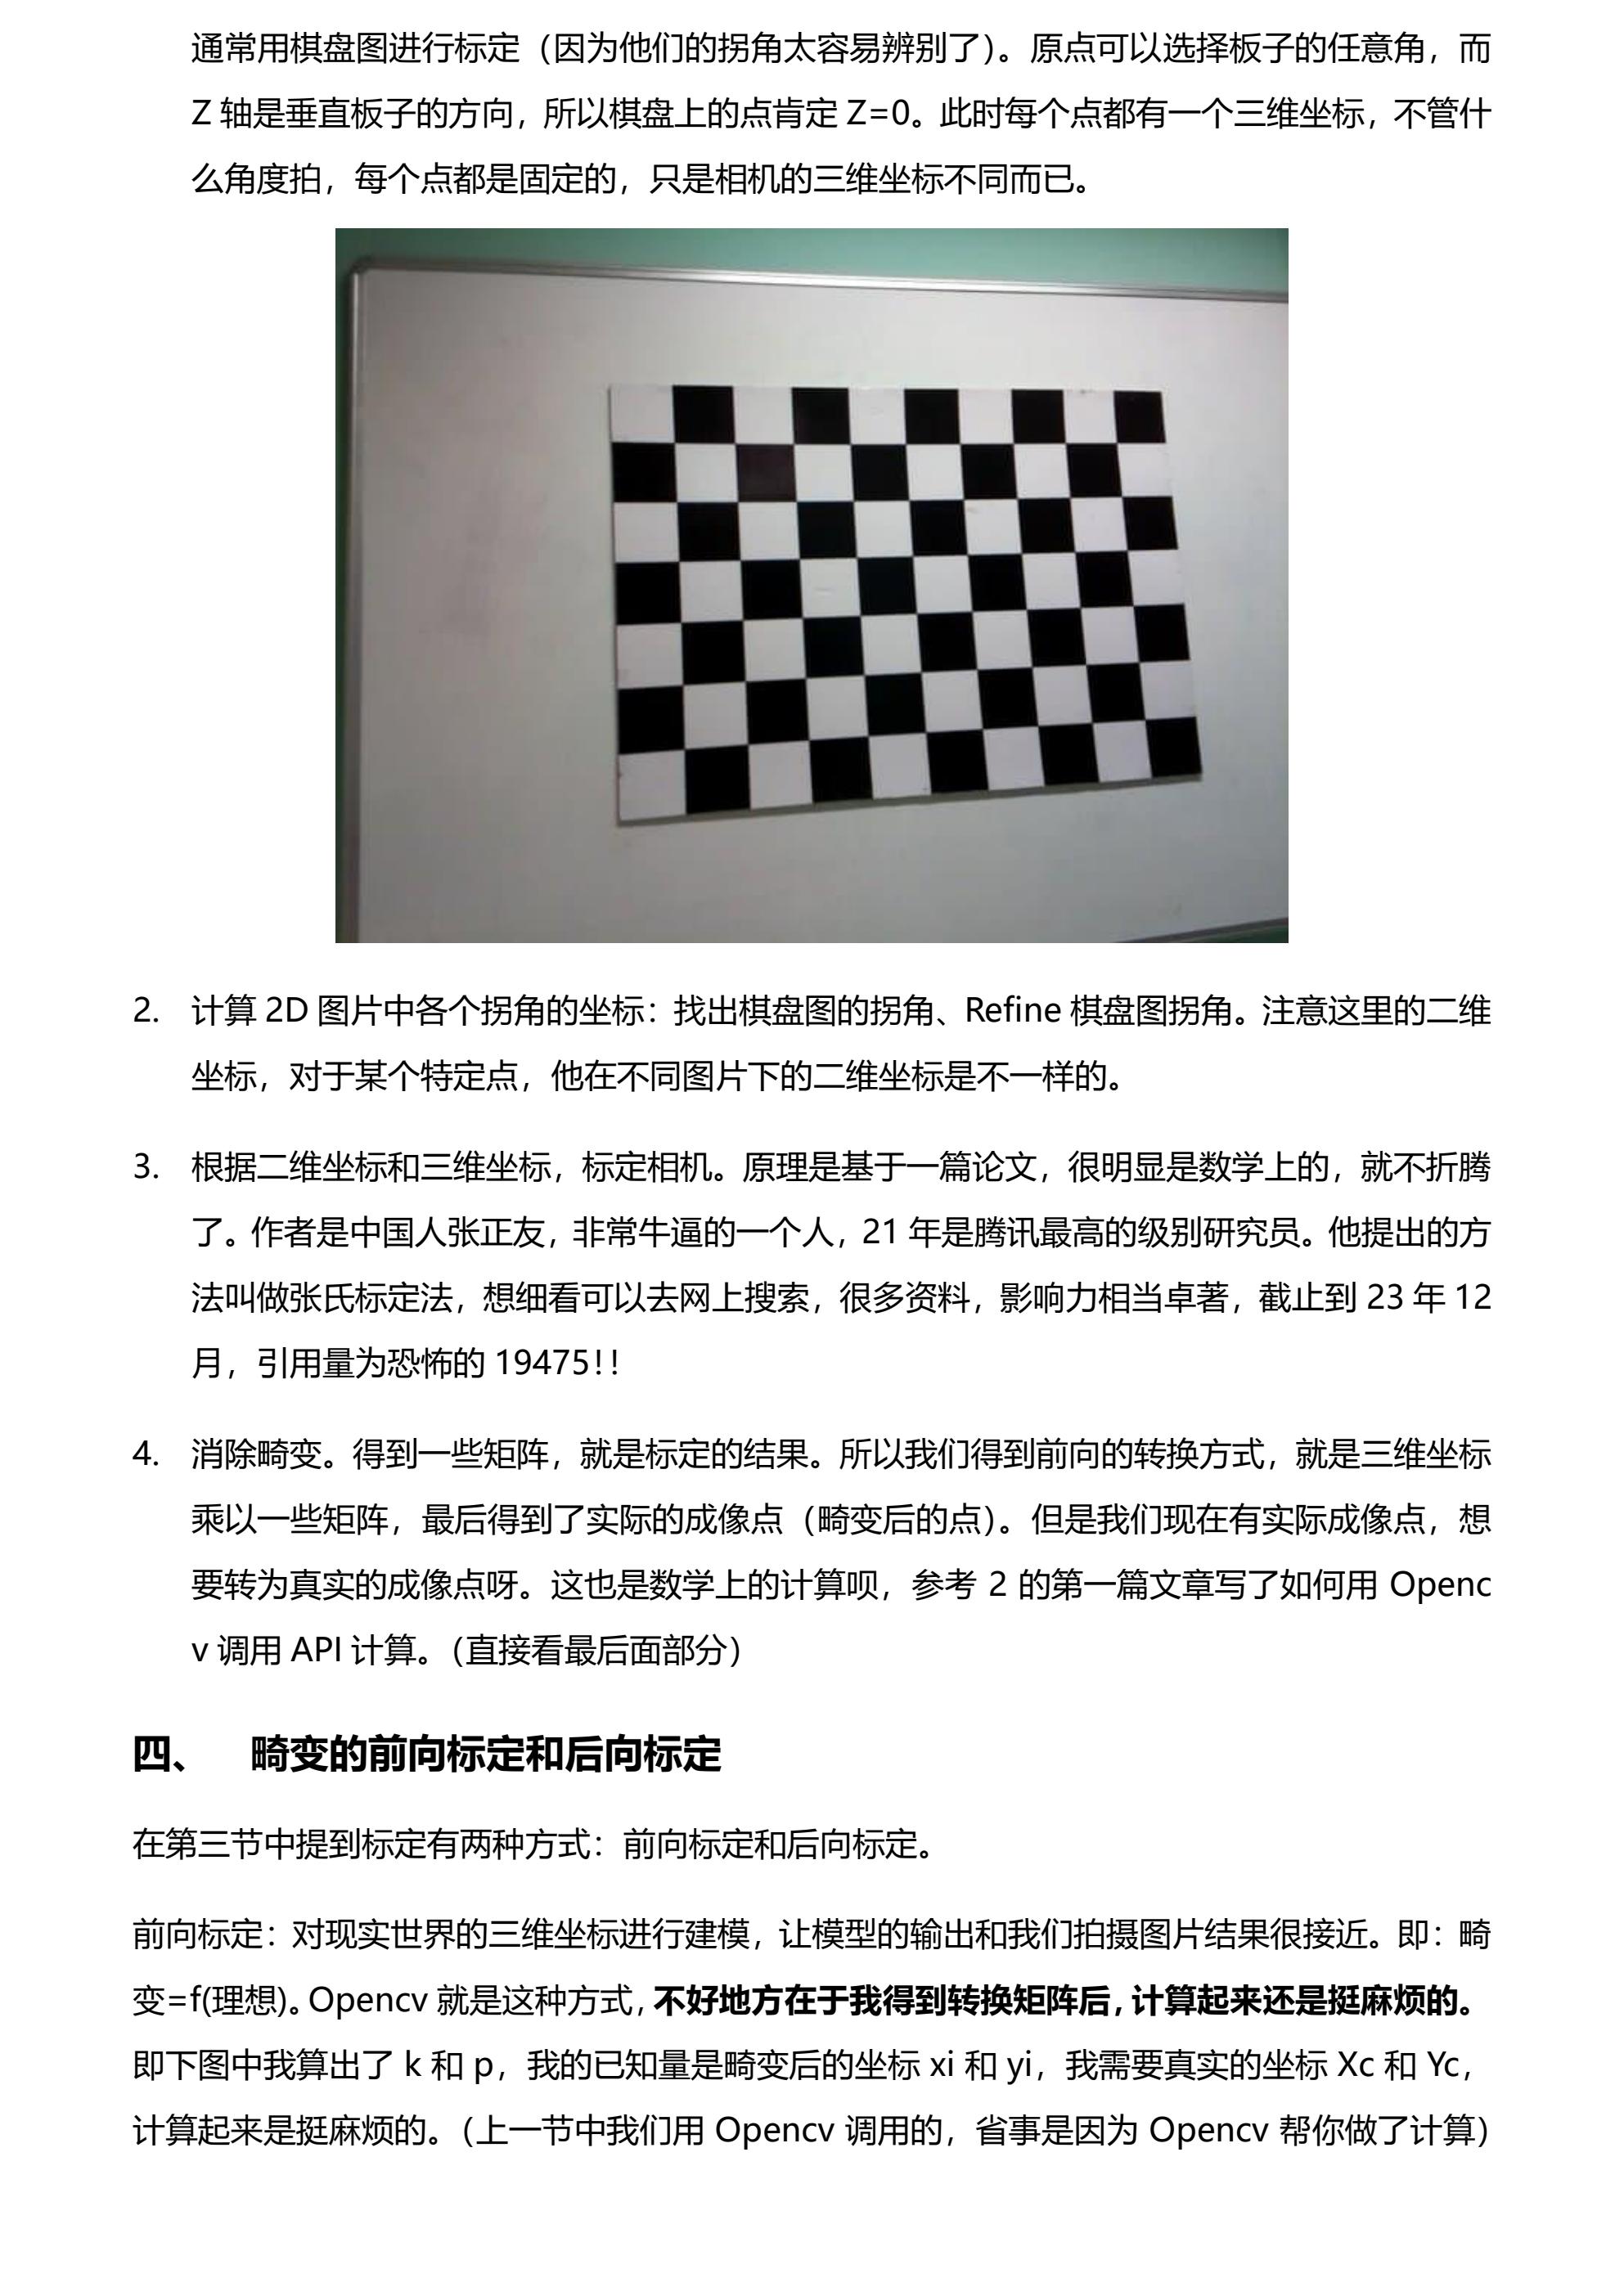 通常用棋盘图进行标定（因为他们的拐角太容易辨别了）。原点可以选择板子的任意角，而
Z 轴是垂直板子的方向，所以棋盘上的点肯定 Z=0。此时每个点都有一个三维坐标，不管什
么角度拍，每个点都是固定的，只是相机的三维坐标不同而已。
2. 计算 2D 图片中各个拐角的坐标：找出棋盘图的拐角、Refine 棋盘图拐角。注意这里的二维
坐标，对于某个特定点，他在不同图片下的二维坐标是不一样的。
3. 根据二维坐标和三维坐标，标定相机。原理是基于一篇论文，很明显是数学上的，就不折腾
了。作者是中国人张正友，非常牛逼的一个人，21 年是腾讯最高的级别研究员。他提出的方
法叫做张氏标定法，想细看可以去网上搜索，很多资料，影响力相当卓著，截止到 23 年 12
月，引用量为恐怖的 19475！！
4. 消除畸变。得到一些矩阵，就是标定的结果。所以我们得到前向的转换方式，就是三维坐标
乘以一些矩阵，最后得到了实际的成像点（畸变后的点）。但是我们现在有实际成像点，想
要转为真实的成像点呀。这也是数学上的计算呗，参考 2 的第一篇文章写了如何用 Openc
v 调用 API 计算。（直接看最后面部分）
四、 畸变的前向标定和后向标定
在第三节中提到标定有两种方式：前向标定和后向标定。
前向标定：对现实世界的三维坐标进行建模，让模型的输出和我们拍摄图片结果很接近。即：畸
变=f(理想)。Opencv 就是这种方式，不好地方在于我得到转换矩阵后，计算起来还是挺麻烦的。
即下图中我算出了 k 和 p，我的已知量是畸变后的坐标 xi 和 yi，我需要真实的坐标 Xc 和 Yc，
计算起来是挺麻烦的。（上一节中我们用 Opencv 调用的，省事是因为 Opencv 帮你做了计算）